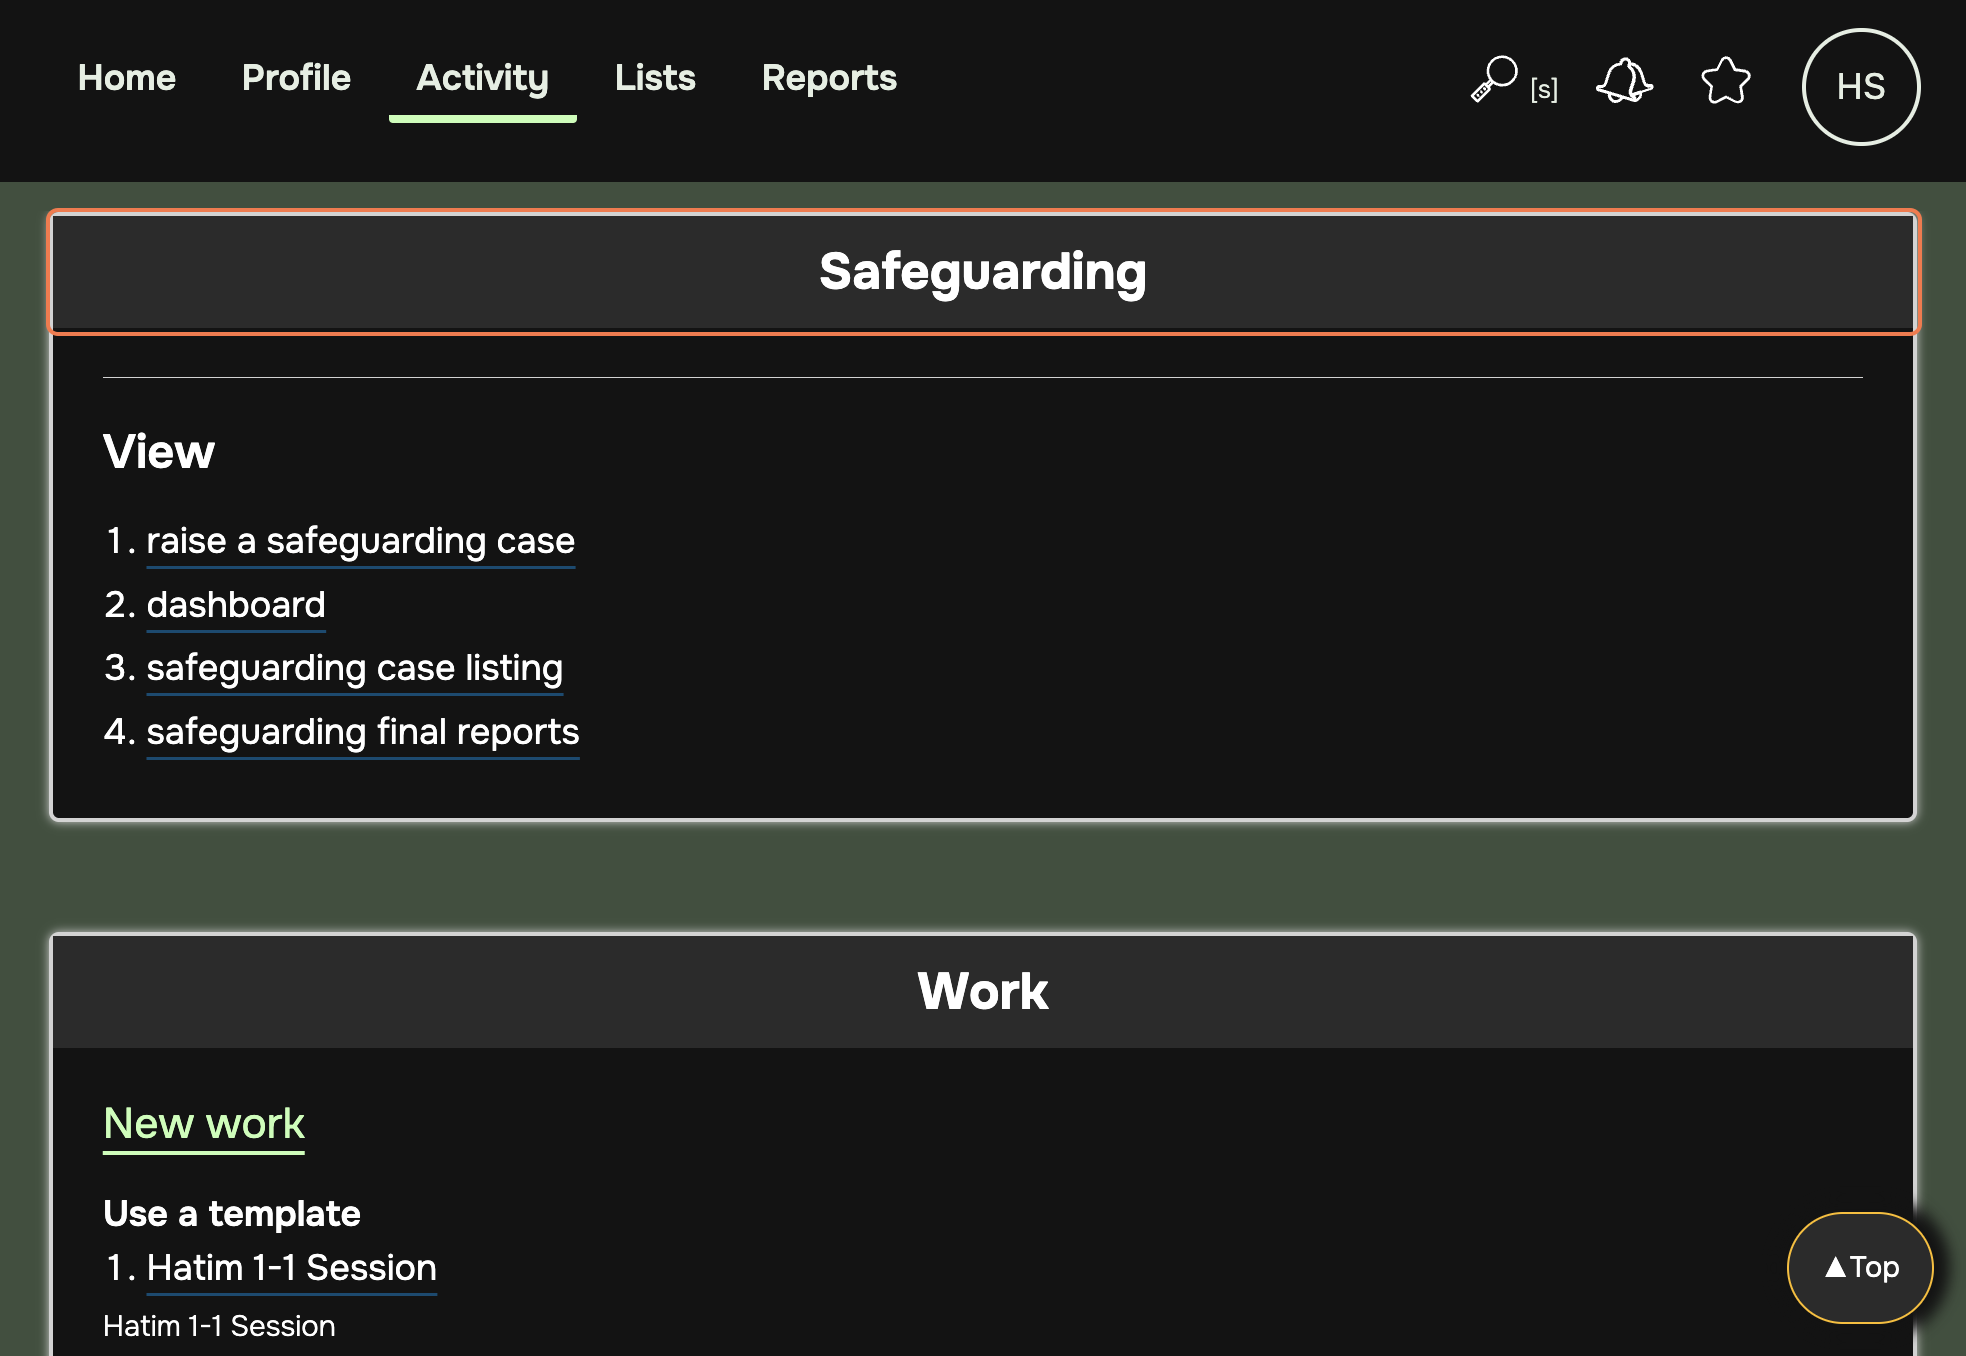 Home Profile Activity Lists Reports [s] HS
Safeguarding
View
1. raise a safeguarding case
2. dashboard
3. safeguarding case listing
4. safeguarding final reports
Work
New work
Use a template
1. Hatim 1-1 Session
Hatim 1-1 Session
▲Top